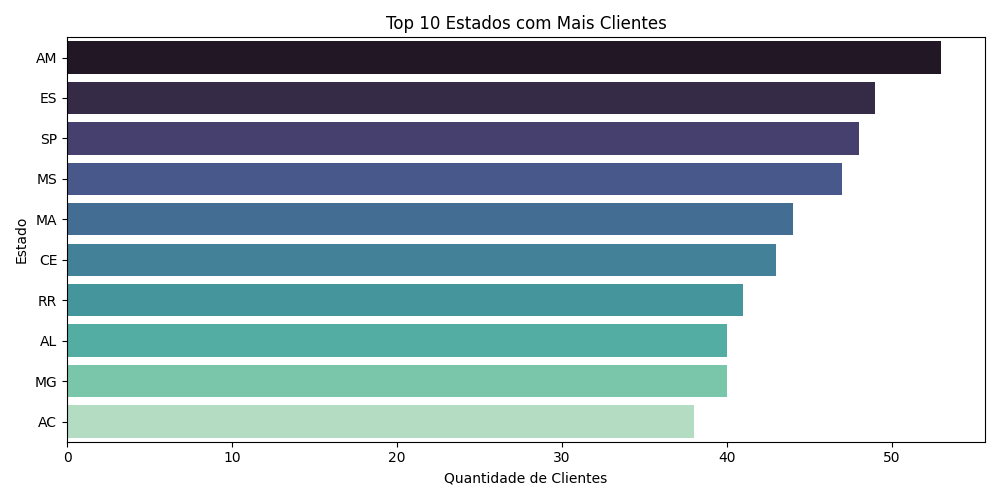 Top 10 Estados com Mais Clientes
Estado
AM
ES
SP
MS
MA
CE
RR
AL
MG
AC
0 10 20 30 40 50
Quantidade de Clientes